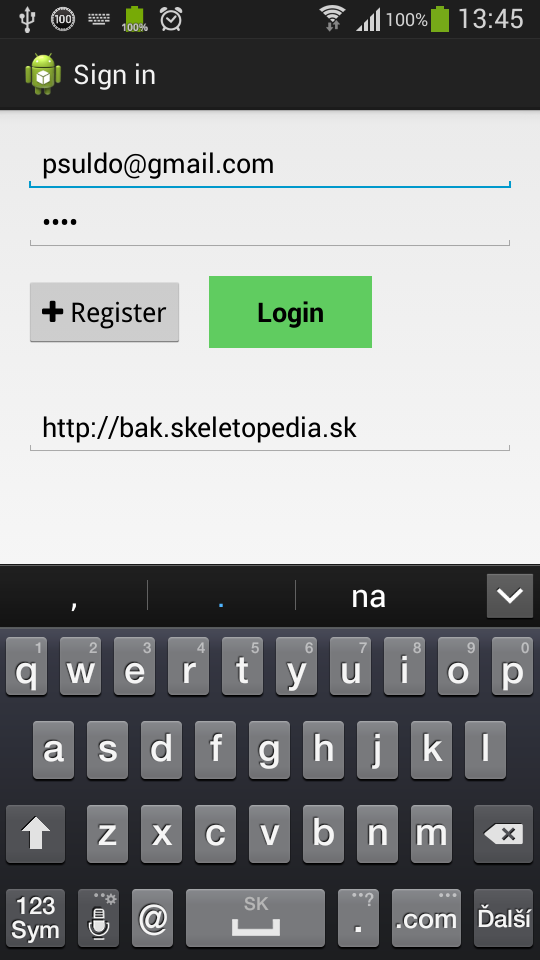 100 100% 100% 13:45
Sign in
psuldo@gmail.com
••••
Register Login
http://bak.skeletopedia.sk
, . na
1 2 3 4 5 6 7 8 9 0
q w e r t y u i o p
a s d f g h j k l
z x c v b n m
123 Sym @ SK . ? .com Ďalší